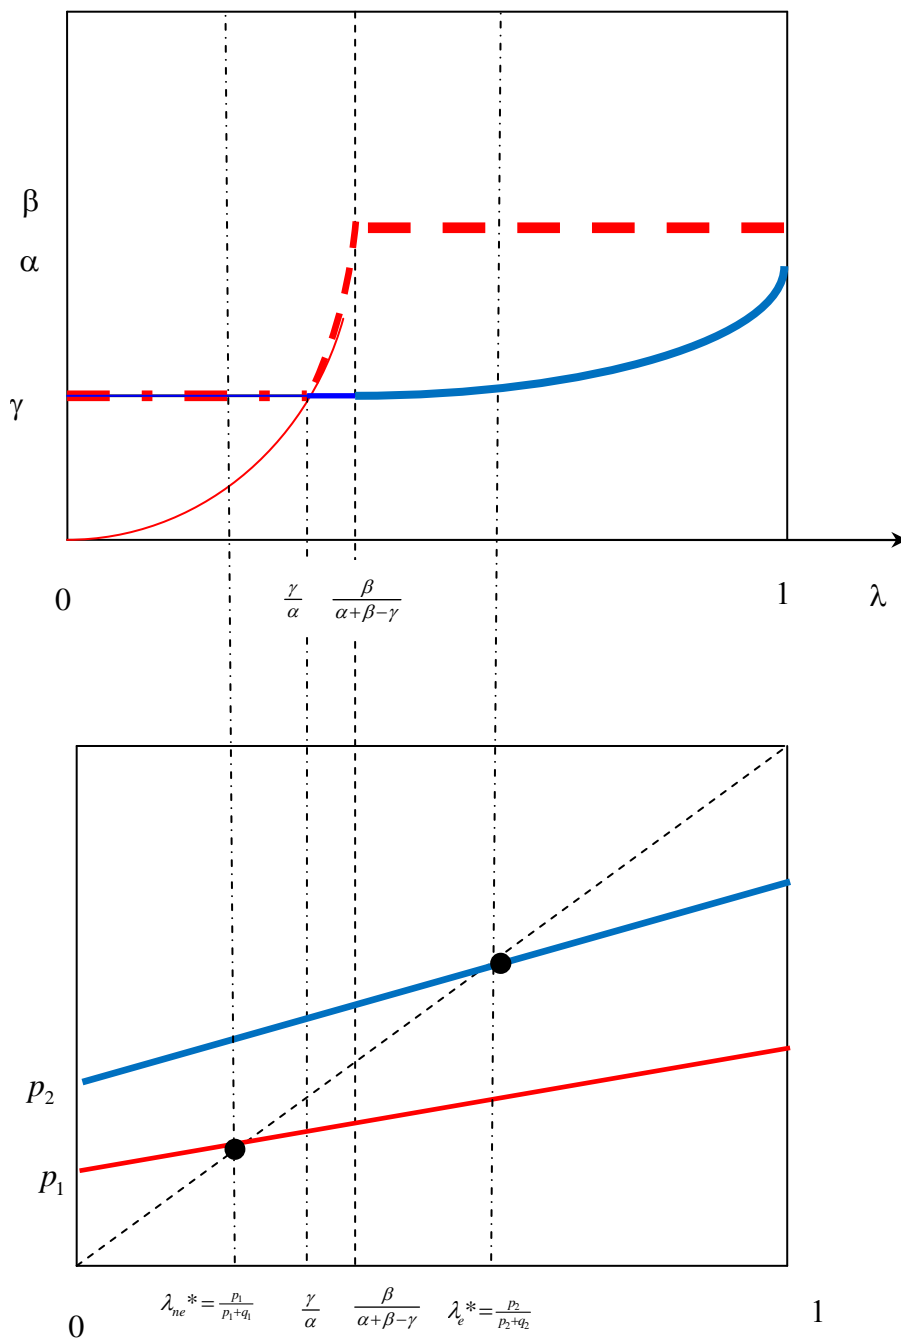 β
α
γ
0 γ/α β/(α+β−γ) 1 λ
p₂
p₁
0 λₙₑ* = p₁/(p₁+q₁) γ/α β/(α+β−γ) λₑ* = p₂/(p₂+q₂) 1